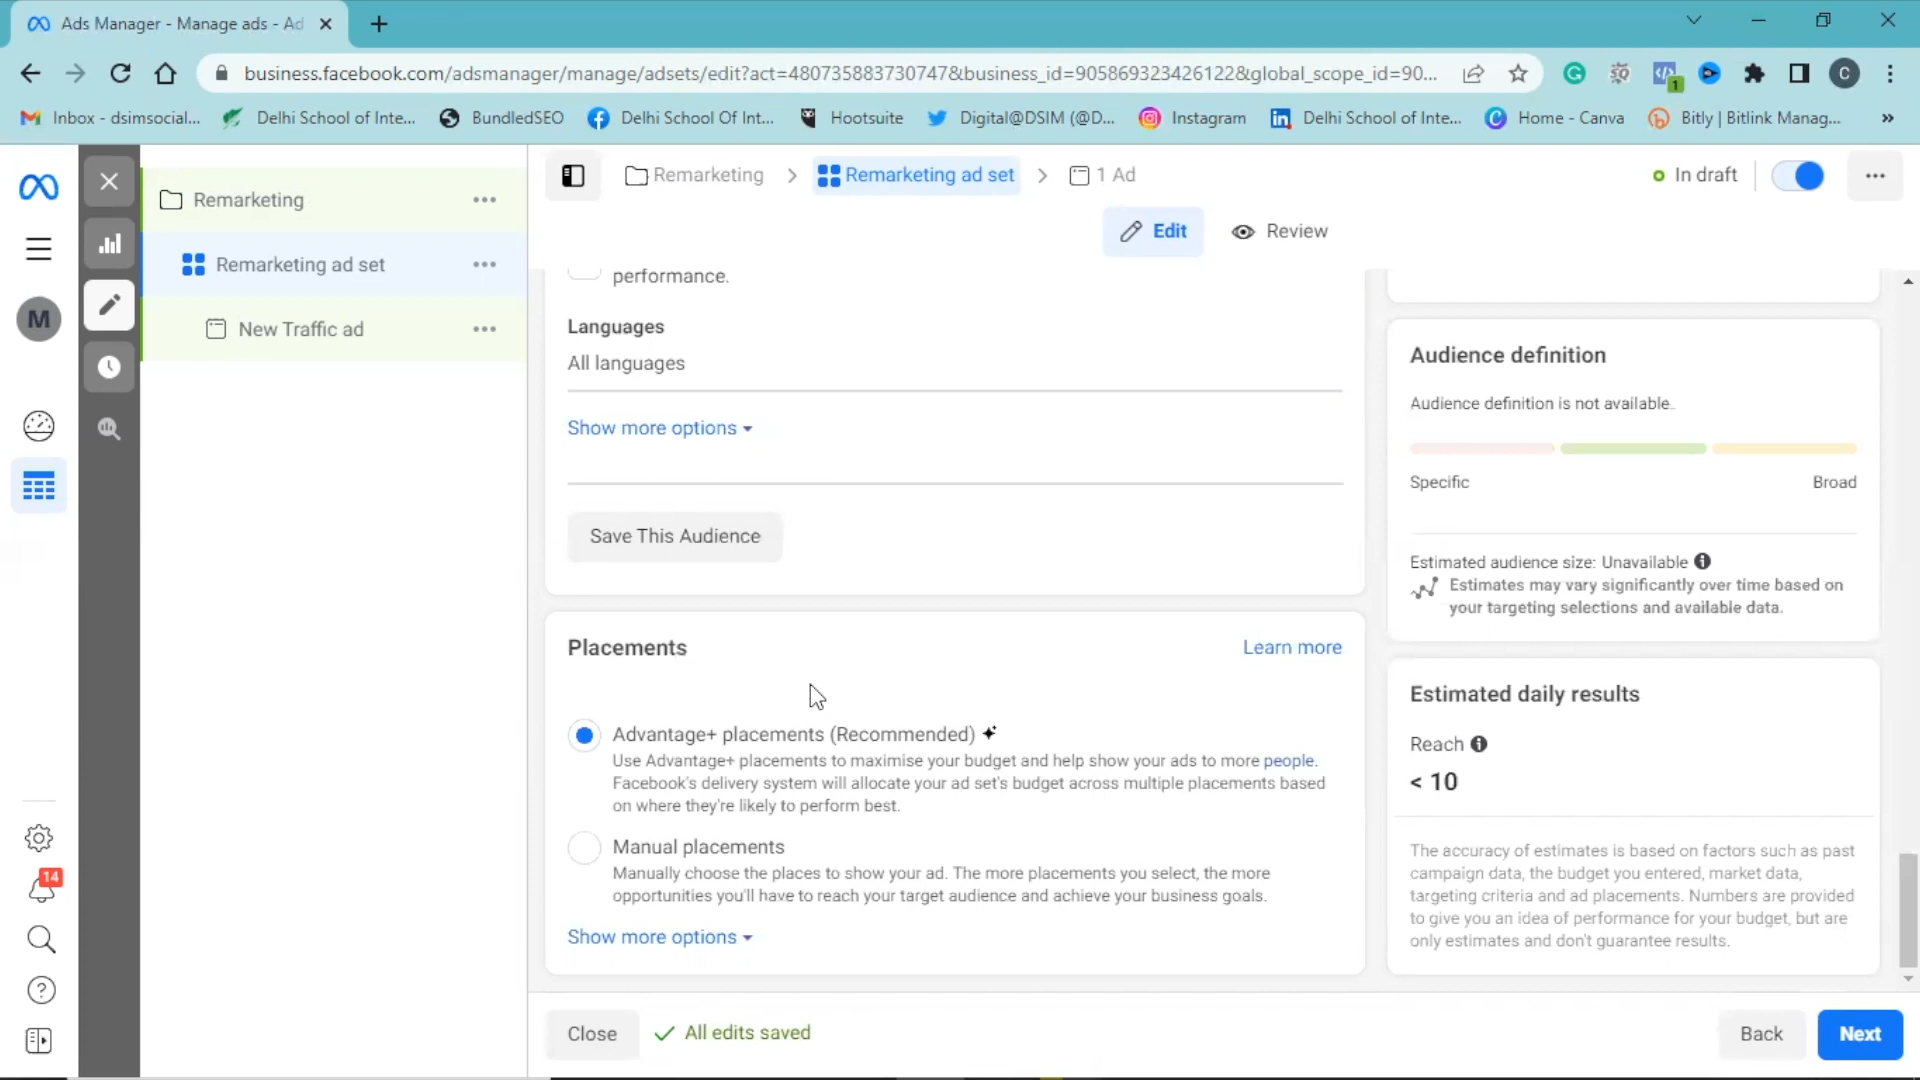 Ads Manager - Manage ads - Ad
business.facebook.com/adsmanager/manage/adsets/edit?act=480735883730747&business_id=905869323426122&global_scope_id=90...
1
C
Inbox - dsimsocial...
Delhi School of Inte...
BundledSEO
Delhi School Of Int...
Hootsuite
Digital@DSIM (@D...
Instagram
Delhi School of Inte...
Home - Canva
Bitly | Bitlink Manag...
»
M
14
Remarketing
Remarketing ad set
New Traffic ad
Remarketing
Remarketing ad set
1 Ad
In draft
Edit
Review
performance.
Languages
All languages
Show more options
Save This Audience
Placements
Learn more
Advantage+ placements (Recommended)
Use Advantage+ placements to maximise your budget and help show your ads to more people.
Facebook's delivery system will allocate your ad set's budget across multiple placements based
on where they're likely to perform best.
Manual placements
Manually choose the places to show your ad. The more placements you select, the more
opportunities you'll have to reach your target audience and achieve your business goals.
Show more options
Audience definition
Audience definition is not available.
Specific
Broad
Estimated audience size: Unavailable
Estimates may vary significantly over time based on
your targeting selections and available data.
Estimated daily results
Reach
< 10
The accuracy of estimates is based on factors such as past
campaign data, the budget you entered, market data,
targeting criteria and ad placements. Numbers are provided
to give you an idea of performance for your budget, but are
only estimates and don't guarantee results.
Close
All edits saved
Back
Next